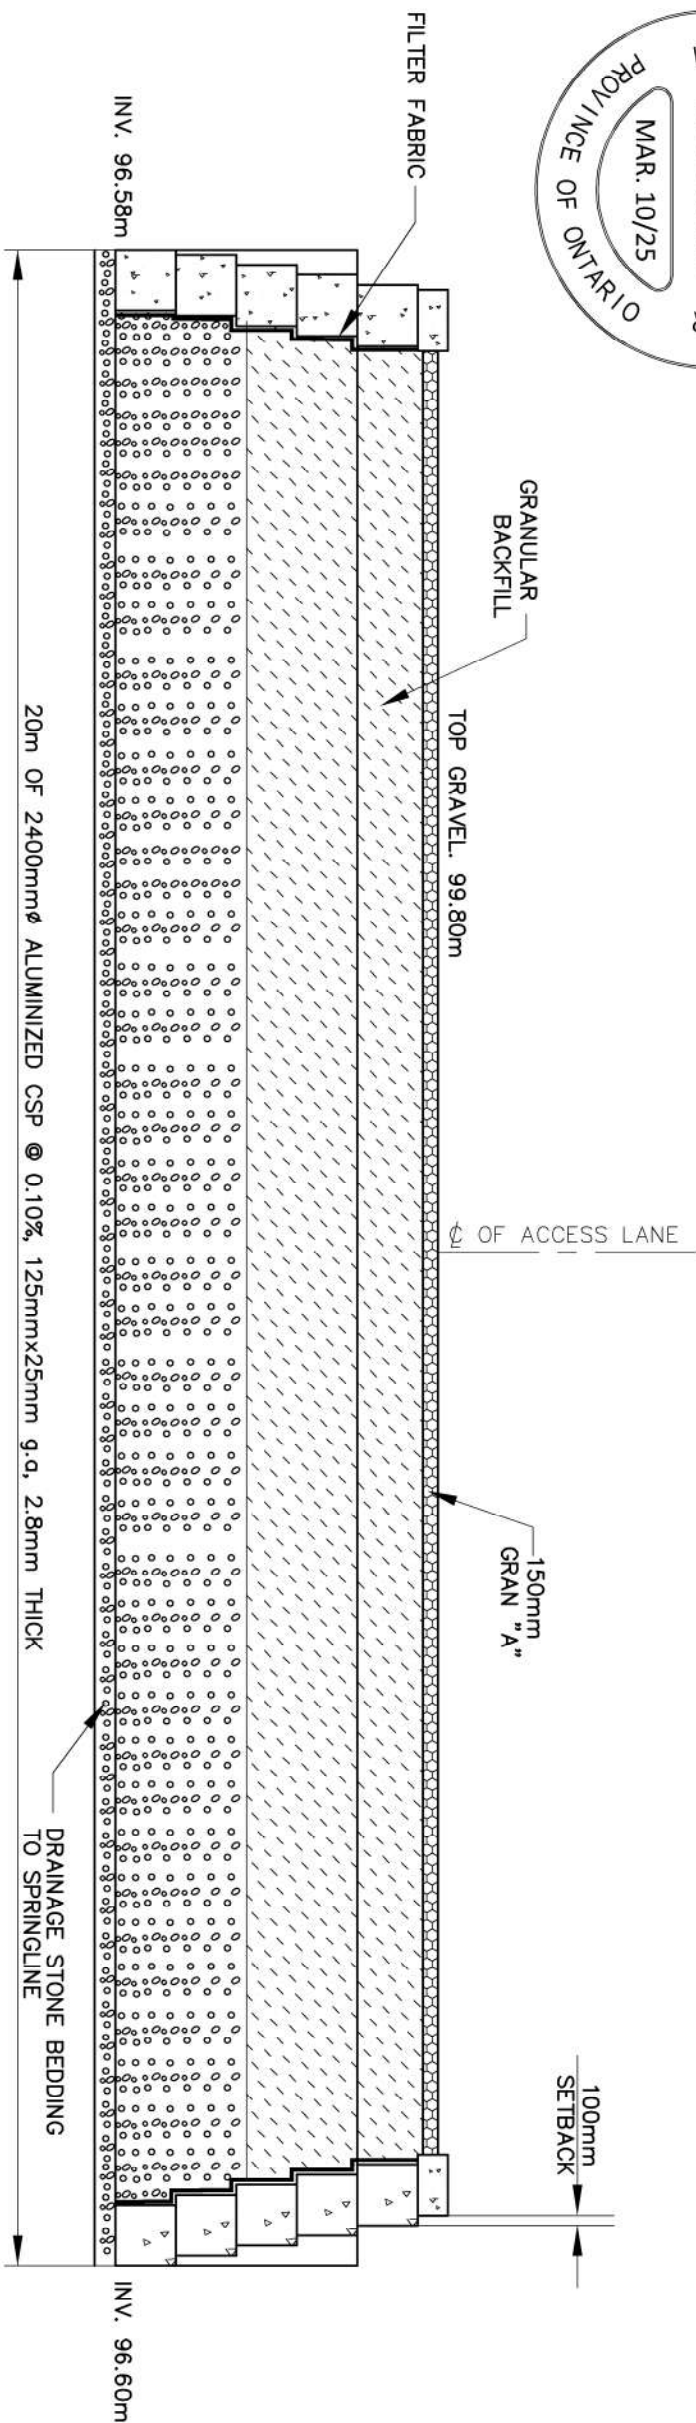 PROVINCE OF ONTARIO
MAR. 10/25
FILTER FABRIC
GRANULAR
BACKFILL
TOP GRAVEL. 99.80m
℄ OF ACCESS LANE
150mm
GRAN "A"
100mm
SETBACK
INV. 96.58m
INV. 96.60m
20m OF 2400mmø ALUMINIZED CSP @ 0.10%, 125mmx25mm g.a, 2.8mm THICK
DRAINAGE STONE BEDDING
TO SPRINGLINE